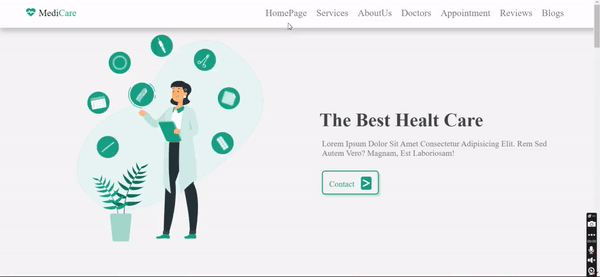 MediCare
HomePage Services AboutUs Doctors Appointment Reviews Blogs
The Best Healt Care
Lorem Ipsum Dolor Sit Amet Consectetur Adipisicing Elit. Rem Sed
Autem Vero? Magnam, Est Laboriosam!
Contact